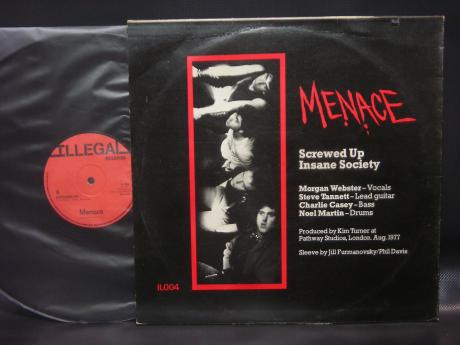 ILLEGAL
RECORDS
Menace
MENACE
Screwed Up
Insane Society
Morgan Webster – Vocals
Steve Tannett – Lead guitar
Charlie Casey – Bass
Noel Martin – Drums
Produced by Kim Turner at
Pathway Studios, London. Aug. 1977
Sleeve by Jill Furmanovsky/Phil Davis
IL004